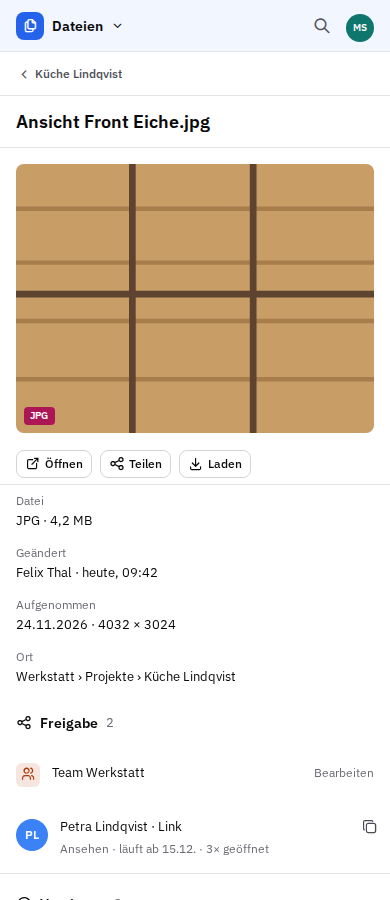 Dateien
MS
Küche Lindqvist
Ansicht Front Eiche.jpg
JPG
Öffnen
Teilen
Laden
Datei
JPG · 4,2 MB
Geändert
Felix Thal · heute, 09:42
Aufgenommen
24.11.2026 · 4032 × 3024
Ort
Werkstatt › Projekte › Küche Lindqvist
Freigabe 2
Team Werkstatt
Bearbeiten
PL
Petra Lindqvist · Link
Ansehen · läuft ab 15.12. · 3× geöffnet